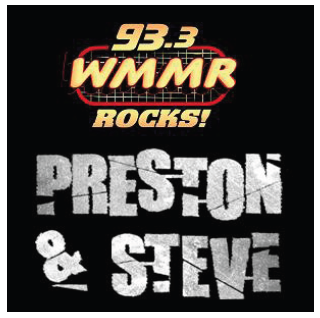 93.3
WMMR
ROCKS!
PRESTON
& STEVE